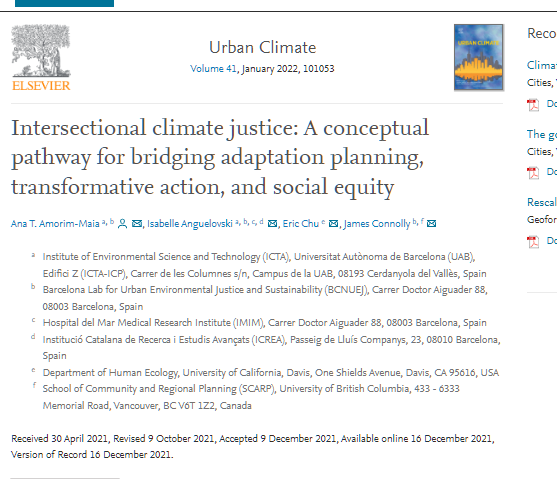 ELSEVIER
Urban Climate
Volume 41, January 2022, 101053
URBAN CLIMATE
Intersectional climate justice: A conceptual
pathway for bridging adaptation planning,
transformative action, and social equity
Ana T. Amorim-Maia a, b, Isabelle Anguelovski a, b, c, d, Eric Chu e, James Connolly b, f
a Institute of Environmental Science and Technology (ICTA), Universitat Autònoma de Barcelona (UAB),
Edifici Z (ICTA-ICP), Carrer de les Columnes s/n, Campus de la UAB, 08193 Cerdanyola del Vallès, Spain
b Barcelona Lab for Urban Environmental Justice and Sustainability (BCNUEJ), Carrer Doctor Aiguader 88,
08003 Barcelona, Spain
c Hospital del Mar Medical Research Institute (IMIM), Carrer Doctor Aiguader 88, 08003 Barcelona, Spain
d Institució Catalana de Recerca i Estudis Avançats (ICREA), Passeig de Lluís Companys, 23, 08010 Barcelona,
Spain
e Department of Human Ecology, University of California, Davis, One Shields Avenue, Davis, CA 95616, USA
f School of Community and Regional Planning (SCARP), University of British Columbia, 433 - 6333
Memorial Road, Vancouver, BC V6T 1Z2, Canada
Received 30 April 2021, Revised 9 October 2021, Accepted 9 December 2021, Available online 16 December 2021,
Version of Record 16 December 2021.
Reco
Clima
Cities,
Do
The go
Cities,
Do
Rescal
Geofor
Do